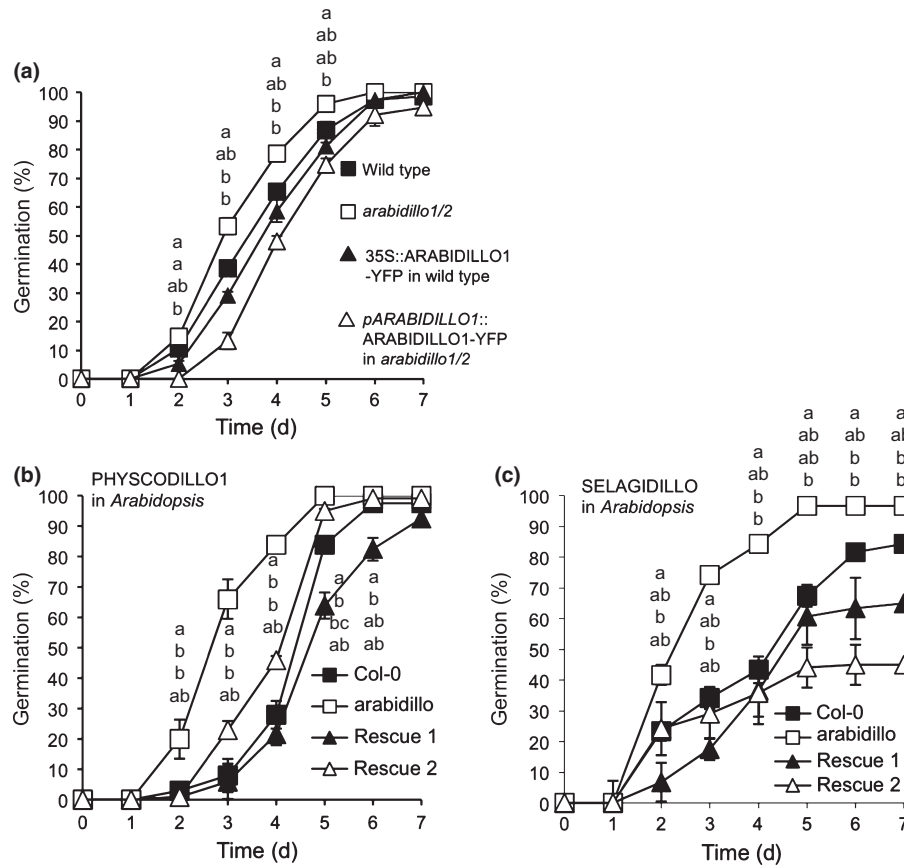 (a)
a
ab
ab
b
a
ab
b
b
a
ab
b
b
a
a
ab
b
100
90
80
70
60
50
40
30
20
10
0
Germination (%)
0 1 2 3 4 5 6 7
Time (d)
Wild type
arabidillo1/2
35S::ARABIDILLO1
-YFP in wild type
pARABIDILLO1::
ARABIDILLO1-YFP
in arabidillo1/2
(b)
PHYSCODILLO1
in Arabidopsis
100
90
80
70
60
50
40
30
20
10
0
Germination (%)
a
b
b
ab
a
b
b
ab
a
b
b
ab
a
b
bc
ab
a
b
ab
ab
Col-0
arabidillo
Rescue 1
Rescue 2
0 1 2 3 4 5 6 7
Time (d)
(c)
SELAGIDILLO
in Arabidopsis
100
90
80
70
60
50
40
30
20
10
0
Germination (%)
a
ab
b
ab
a
ab
b
ab
a
ab
b
b
a
ab
ab
b
a
ab
b
b
a
ab
b
b
Col-0
arabidillo
Rescue 1
Rescue 2
0 1 2 3 4 5 6 7
Time (d)